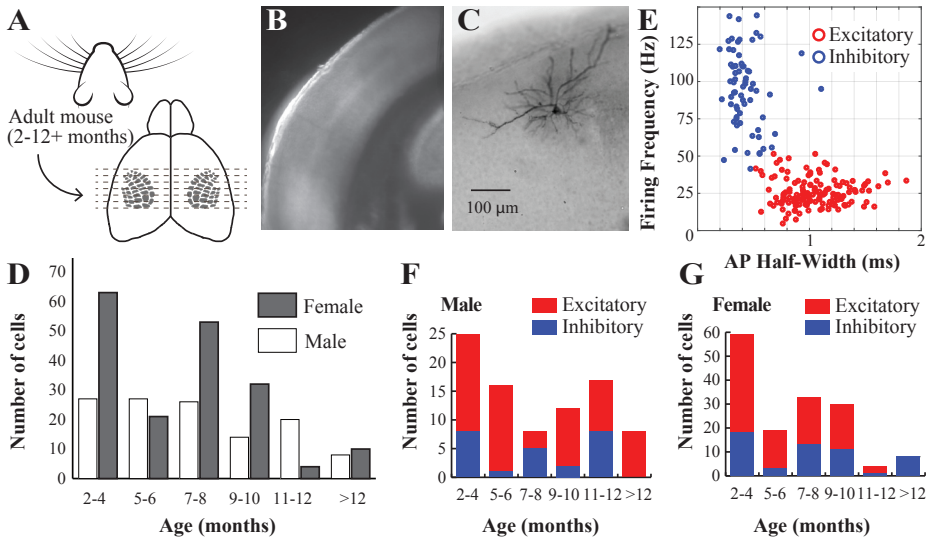 A
Adult mouse
(2-12+ months)
B
C
100 μm
E
Firing Frequency (Hz)
125
100
75
50
25
0
1
2
AP Half-Width (ms)
Excitatory
Inhibitory
D
Number of cells
70
60
50
40
30
20
10
0
Female
Male
2-4
5-6
7-8
9-10
11-12
>12
Age (months)
F
Male
Excitatory
Inhibitory
Number of cells
25
20
15
10
5
0
2-4
5-6
7-8
9-10
11-12
>12
Age (months)
G
Female
Excitatory
Inhibitory
Number of cells
60
50
40
30
20
10
0
2-4
5-6
7-8
9-10
11-12
>12
Age (months)